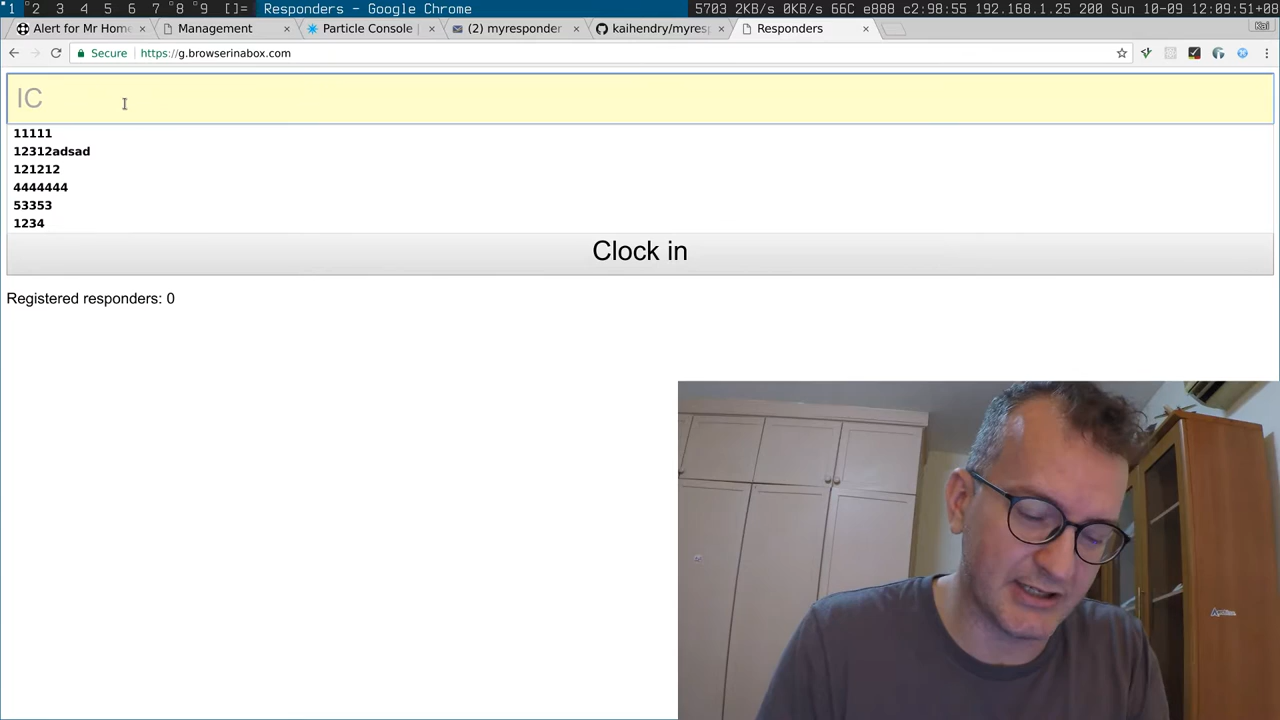 1 2 3 4 5 6 7 8 9 []= Responders - Google Chrome 5703 2KB/s 0KB/s 66C e888 c2:98:55 192.168.1.25 200 Sun 10-09 12:09:51+08
Alert for Mr Home × Management × Particle Console | × (2) myresponder × kaihendry/myresp × Responders × Kai
Secure https://g.browserinabox.com
IC
11111
12312adsad
121212
4444444
53353
1234
Clock in
Registered responders: 0